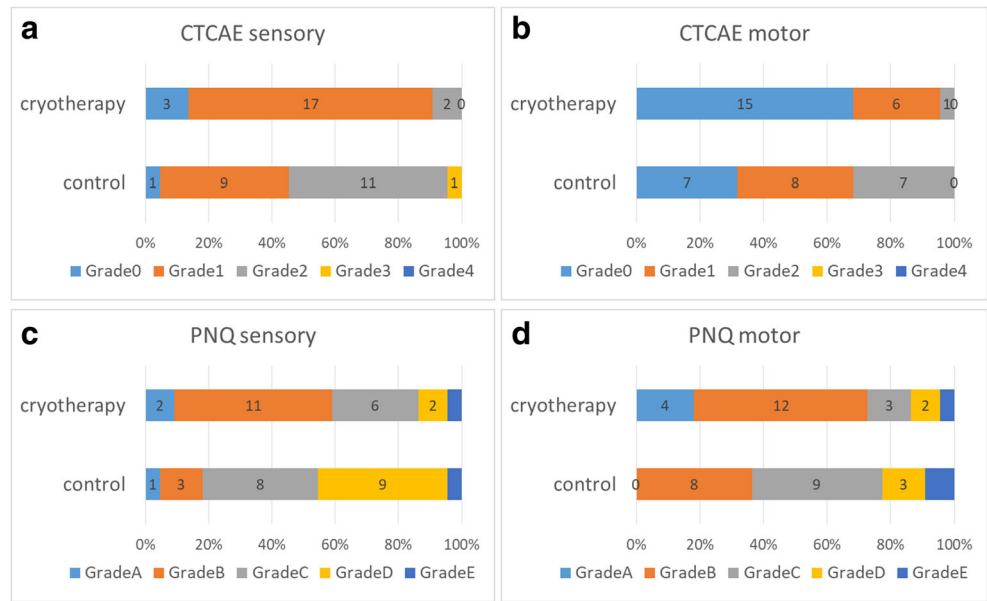 a
CTCAE sensory
cryotherapy
3 17 2 0
control
1 9 11 1
0% 20% 40% 60% 80% 100%
Grade0 Grade1 Grade2 Grade3 Grade4
b
CTCAE motor
cryotherapy
15 6 1 0
control
7 8 7 0
0% 20% 40% 60% 80% 100%
Grade0 Grade1 Grade2 Grade3 Grade4
c
PNQ sensory
cryotherapy
2 11 6 2
control
1 3 8 9
0% 20% 40% 60% 80% 100%
GradeA GradeB GradeC GradeD GradeE
d
PNQ motor
cryotherapy
4 12 3 2
control
0 8 9 3
0% 20% 40% 60% 80% 100%
GradeA GradeB GradeC GradeD GradeE